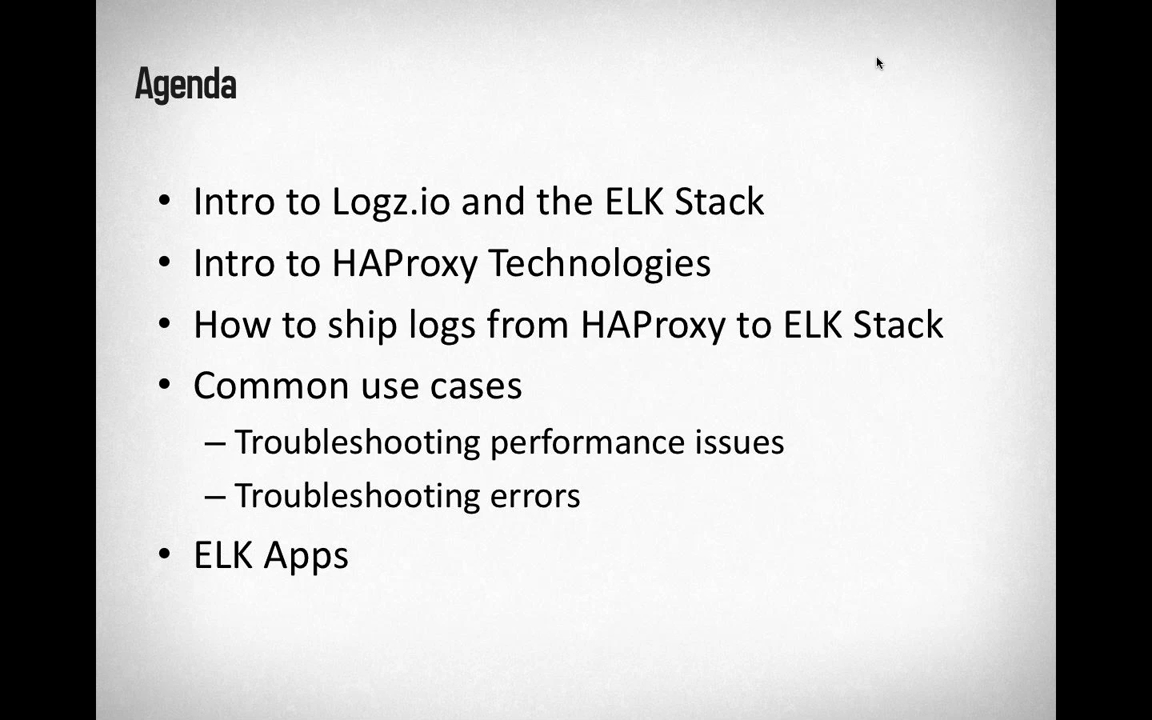 Agenda
• Intro to Logz.io and the ELK Stack
• Intro to HAProxy Technologies
• How to ship logs from HAProxy to ELK Stack
• Common use cases
– Troubleshooting performance issues
– Troubleshooting errors
• ELK Apps